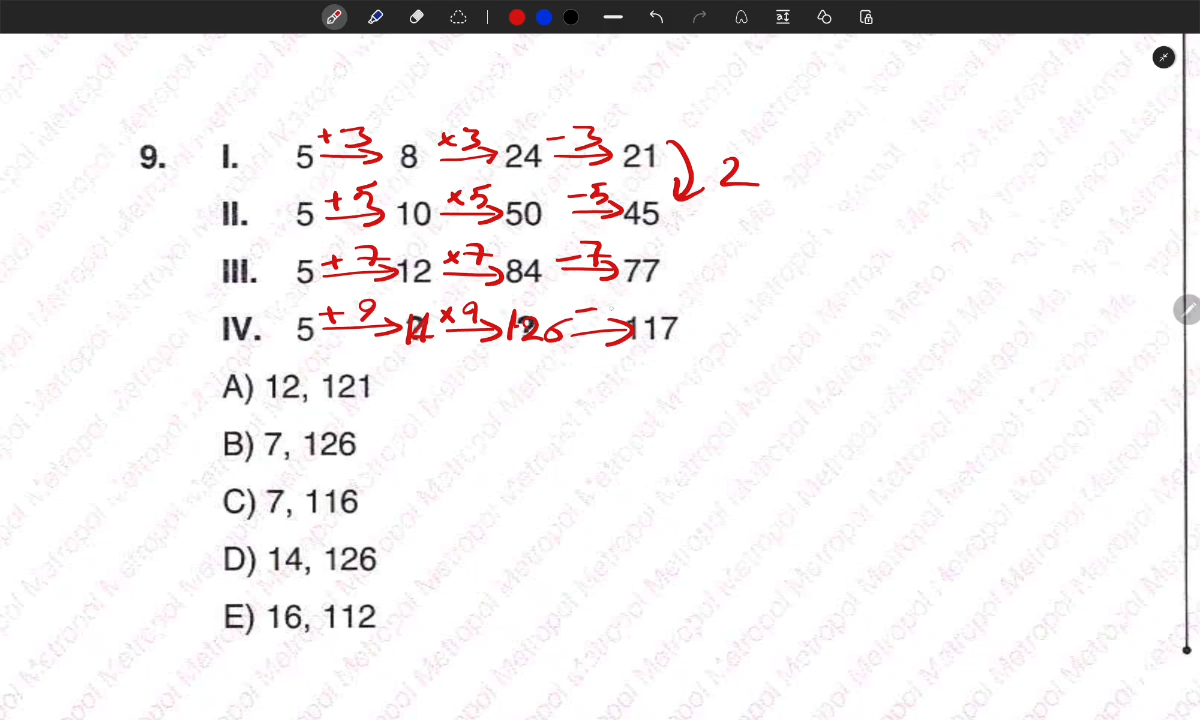 +3 ×3 -3
9. I. 5 8 24 21
2
+5 ×5 -5
II. 5 10 50 45
+7 ×7 -7
III. 5 12 84 77
+9 ×9 -
IV. 5 14 126 117
A) 12, 121
B) 7, 126
C) 7, 116
D) 14, 126
E) 16, 112
Metropol